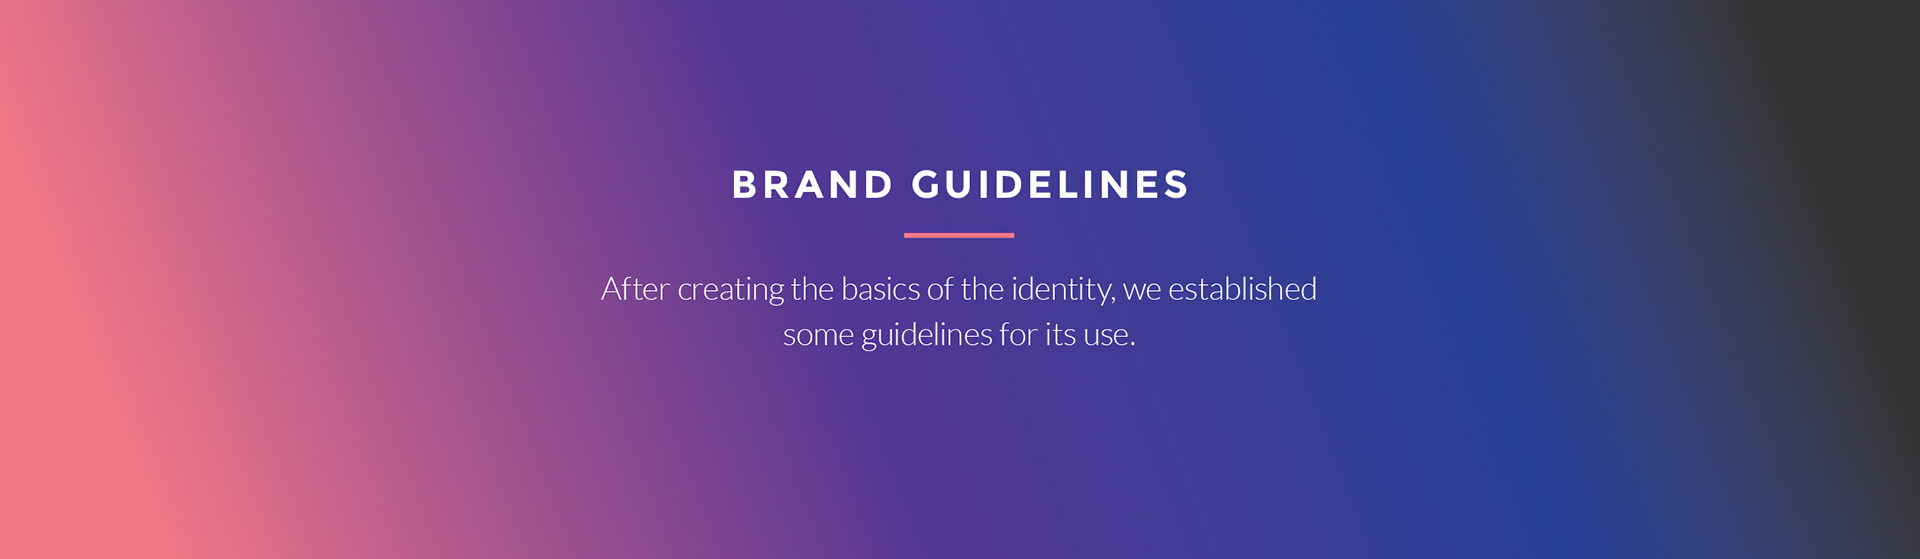 BRAND GUIDELINES
After creating the basics of the identity, we established
some guidelines for its use.